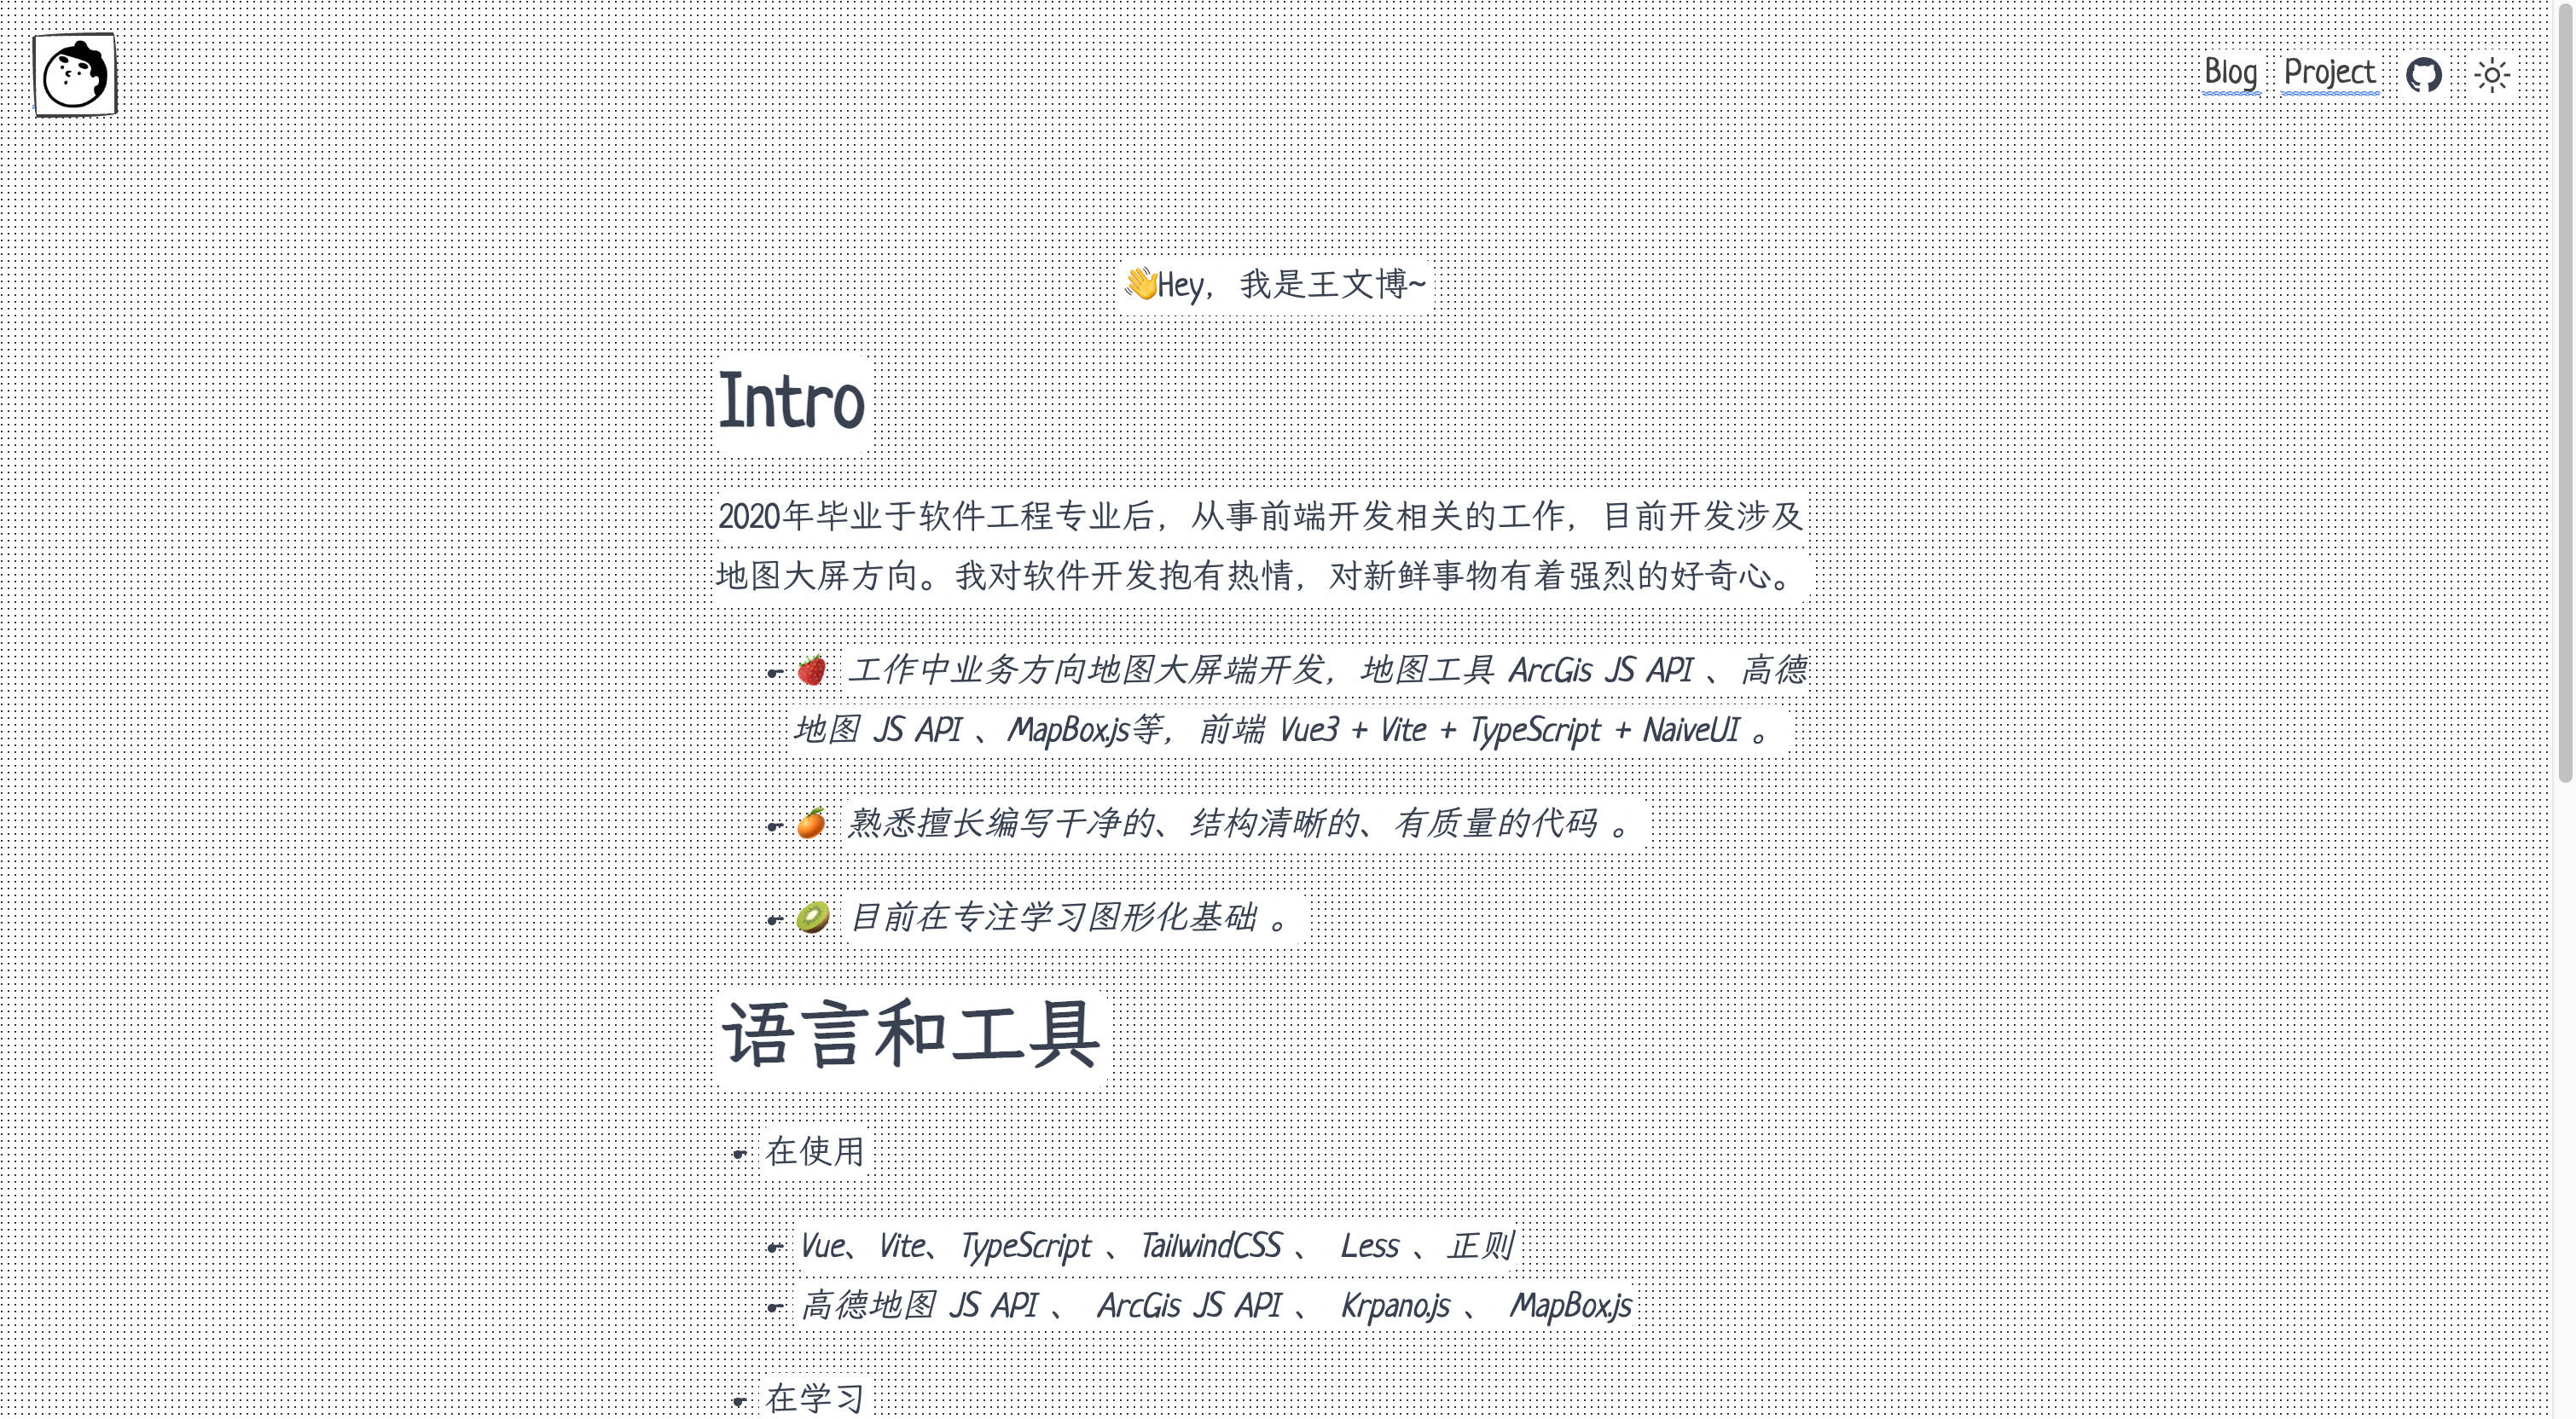 Blog Project
👋Hey，我是王文博~
Intro
2020年毕业于软件工程专业后，从事前端开发相关的工作，目前开发涉及
地图大屏方向。我对软件开发抱有热情，对新鲜事物有着强烈的好奇心。
🍓 工作中业务方向地图大屏端开发，地图工具 ArcGis JS API 、高德
地图 JS API 、MapBox.js等，前端 Vue3 + Vite + TypeScript + NaiveUI 。
🍊 熟悉擅长编写干净的、结构清晰的、有质量的代码 。
🥝 目前在专注学习图形化基础 。
语言和工具
在使用
Vue、Vite、TypeScript 、TailwindCSS 、 Less 、正则
高德地图 JS API 、 ArcGis JS API 、 Krpano.js 、 MapBox.js
在学习